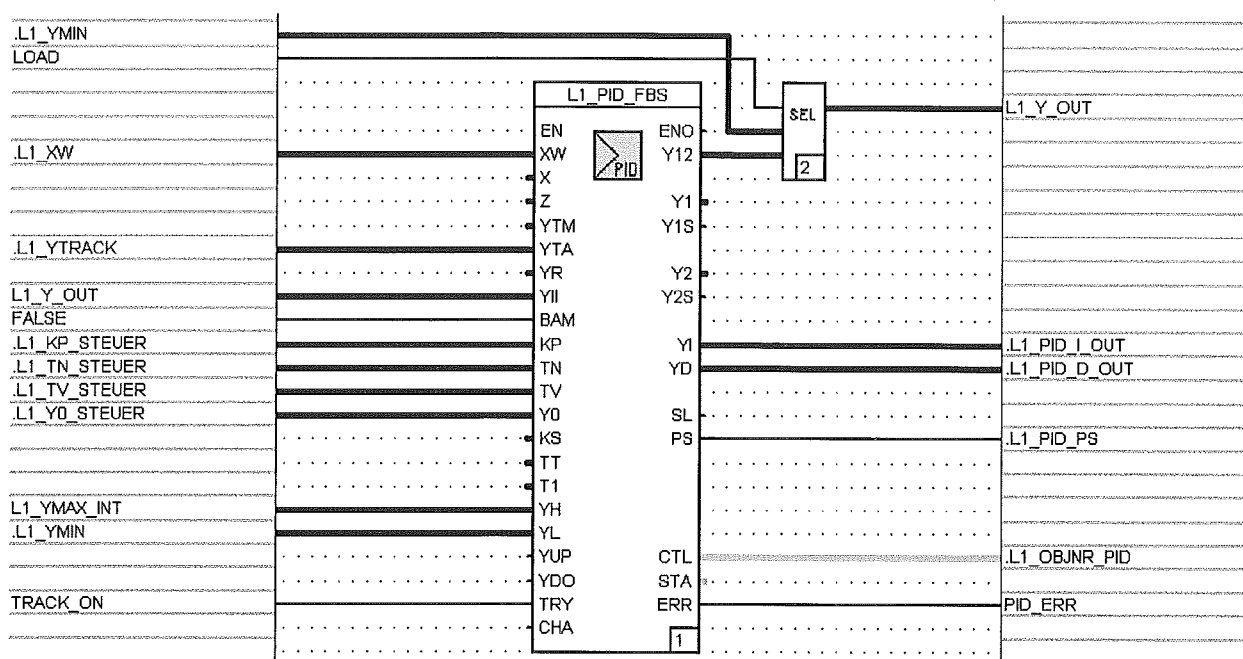 .L1_YMIN
LOAD
L1_PID_FBS
SEL
L1_Y_OUT
EN
ENO
.L1_XW
XW
PID
Y12
2
X
Z
Y1
YTM
Y1S
.L1_YTRACK
YTA
YR
Y2
L1_Y_OUT
YII
Y2S
FALSE
BAM
.L1_KP_STEUER
KP
YI
.L1_PID_I_OUT
.L1_TN_STEUER
TN
YD
.L1_PID_D_OUT
.L1_TV_STEUER
TV
.L1_Y0_STEUER
Y0
SL
KS
PS
.L1_PID_PS
TT
T1
L1_YMAX_INT
YH
.L1_YMIN
YL
YUP
CTL
.L1_OBJNR_PID
YDO
STA
TRACK_ON
TRY
ERR
PID_ERR
CHA
1